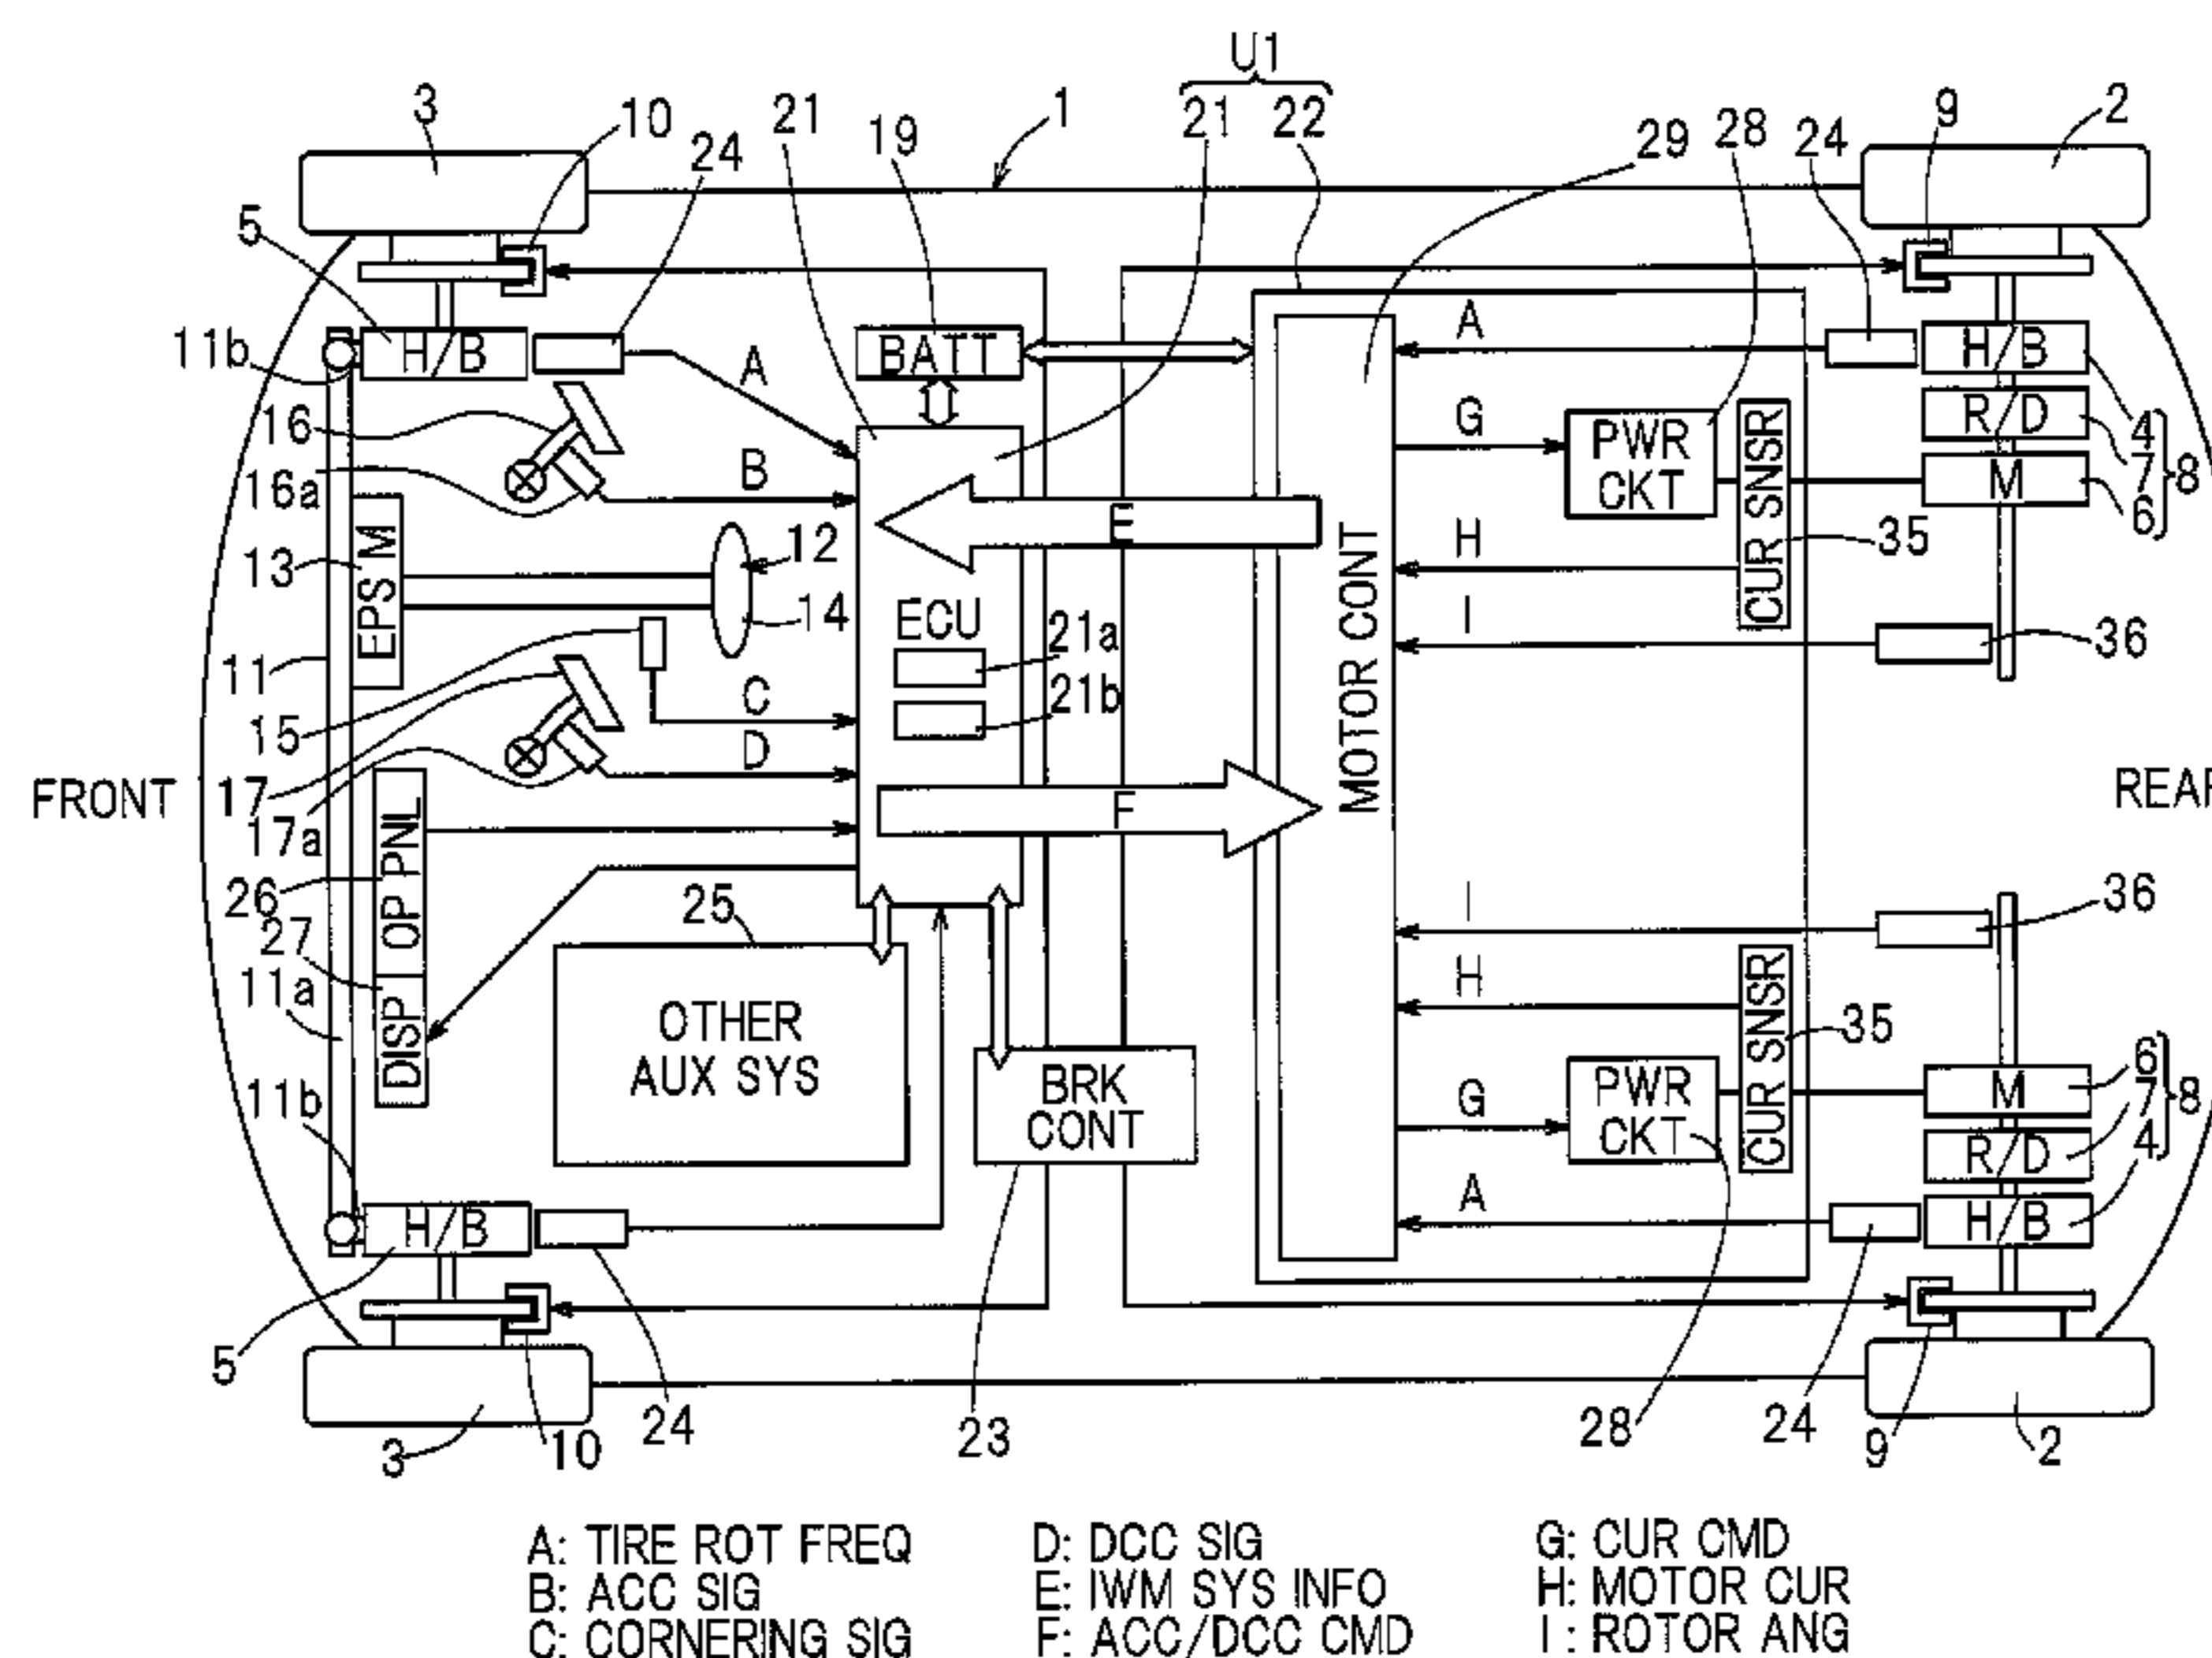 U1
3
10
24
21
19
1
21
22
29
28
24
9
2
5
11b
H/B
A
BATT
A
H/B
16
16a
B
G
PWR
CKT
CUR SNSR
R/D
M
4
7
6
8
13
EPS M
12
14
E
H
35
ECU
21a
21b
MOTOR CONT
I
36
11
15
C
D
17
17a
FRONT
F
26
OP PNL
27
DISP
11a
25
OTHER
AUX SYS
I
36
H
CUR SNSR
35
11b
BRK
CONT
G
PWR
CKT
M
R/D
6
7
4
8
H/B
A
H/B
5
3
10
24
23
28
24
9
2
A: TIRE ROT FREQ
B: ACC SIG
C: CORNERING SIG
D: DCC SIG
E: IWM SYS INFO
F: ACC/DCC CMD
G: CUR CMD
H: MOTOR CUR
I : ROTOR ANG